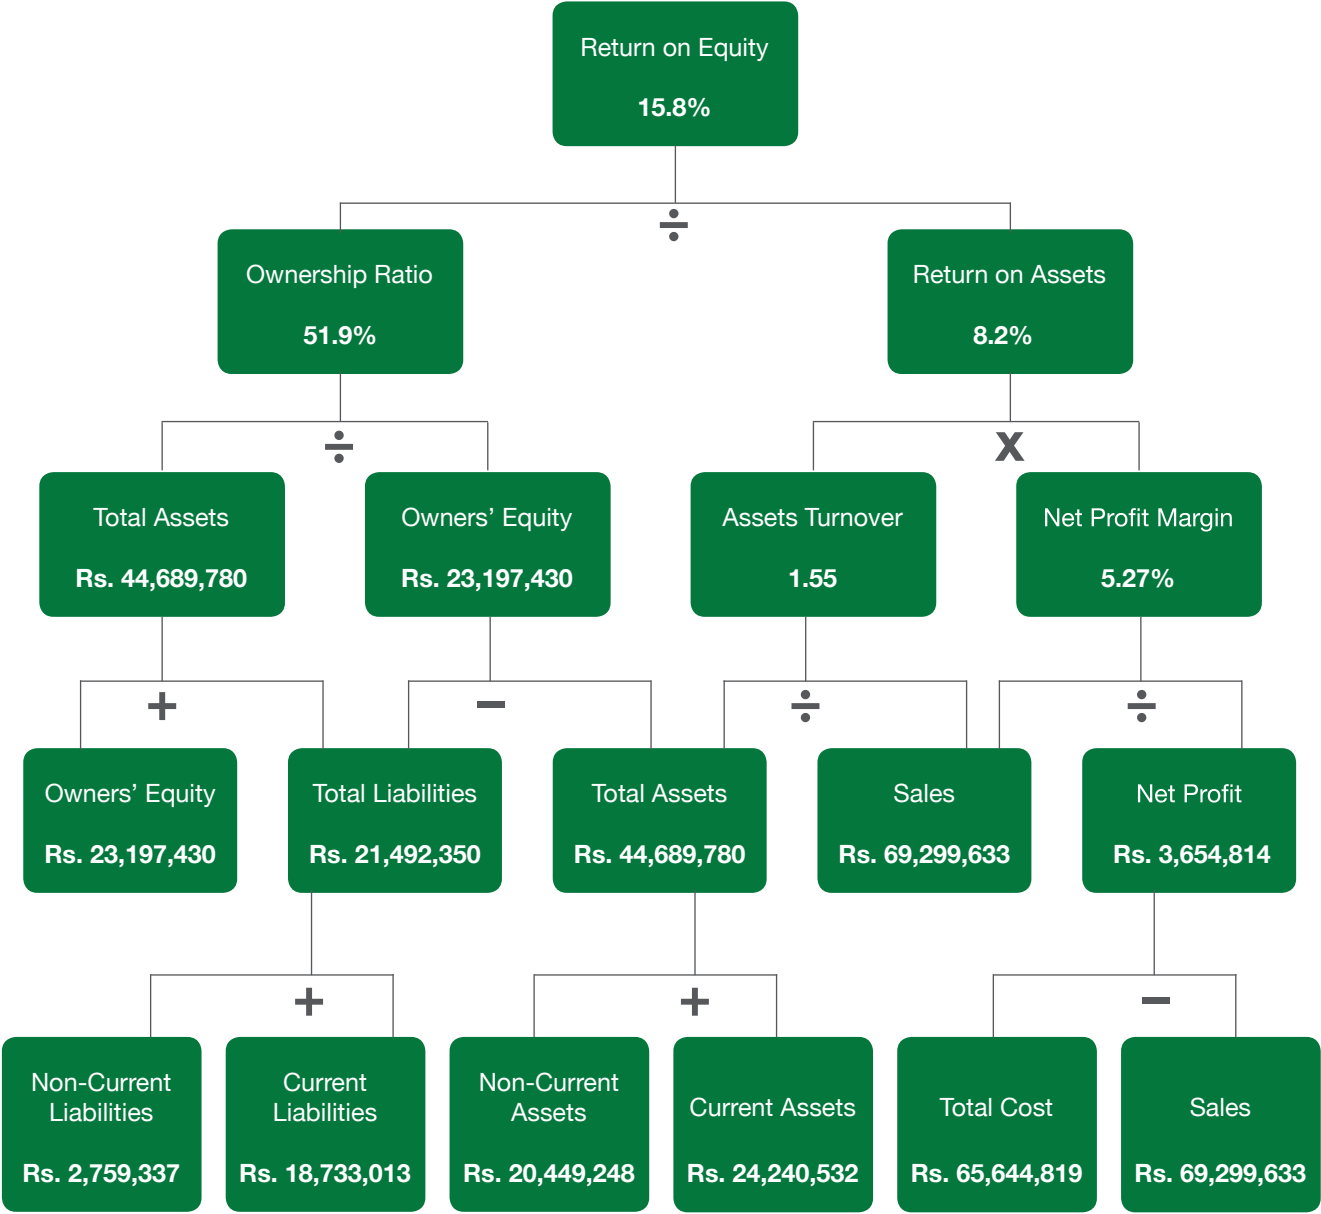 Return on Equity
15.8%
÷
Ownership Ratio
51.9%
Return on Assets
8.2%
÷
x
Total Assets
Rs. 44,689,780
Owners’ Equity
Rs. 23,197,430
Assets Turnover
1.55
Net Profit Margin
5.27%
+
−
÷
÷
Owners’ Equity
Rs. 23,197,430
Total Liabilities
Rs. 21,492,350
Total Assets
Rs. 44,689,780
Sales
Rs. 69,299,633
Net Profit
Rs. 3,654,814
+
+
−
Non-Current
Liabilities
Rs. 2,759,337
Current
Liabilities
Rs. 18,733,013
Non-Current
Assets
Rs. 20,449,248
Current Assets
Rs. 24,240,532
Total Cost
Rs. 65,644,819
Sales
Rs. 69,299,633